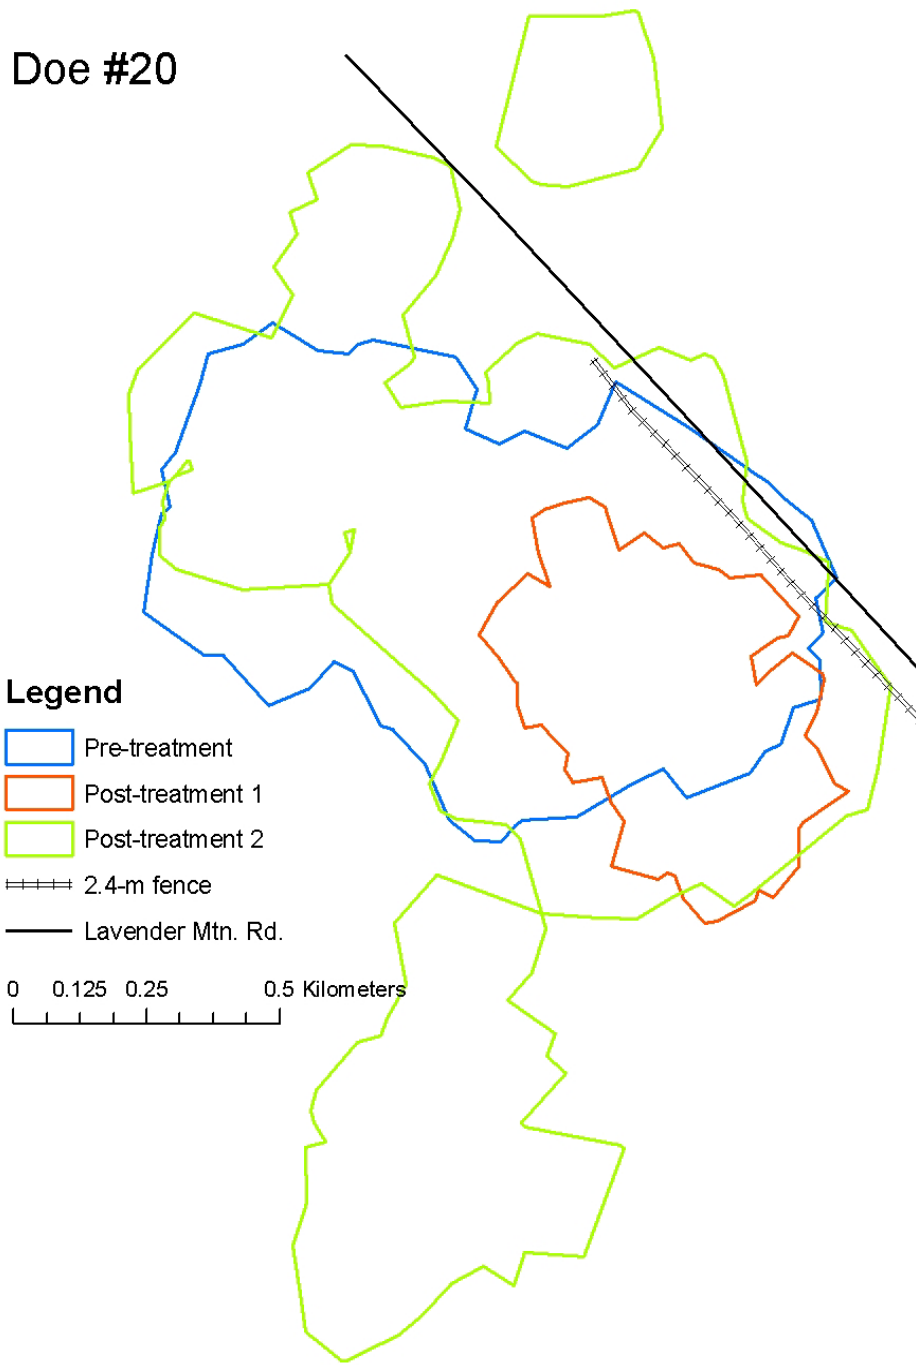 Doe #20
Legend
Pre-treatment
Post-treatment 1
Post-treatment 2
2.4-m fence
Lavender Mtn. Rd.
0 0.125 0.25 0.5 Kilometers